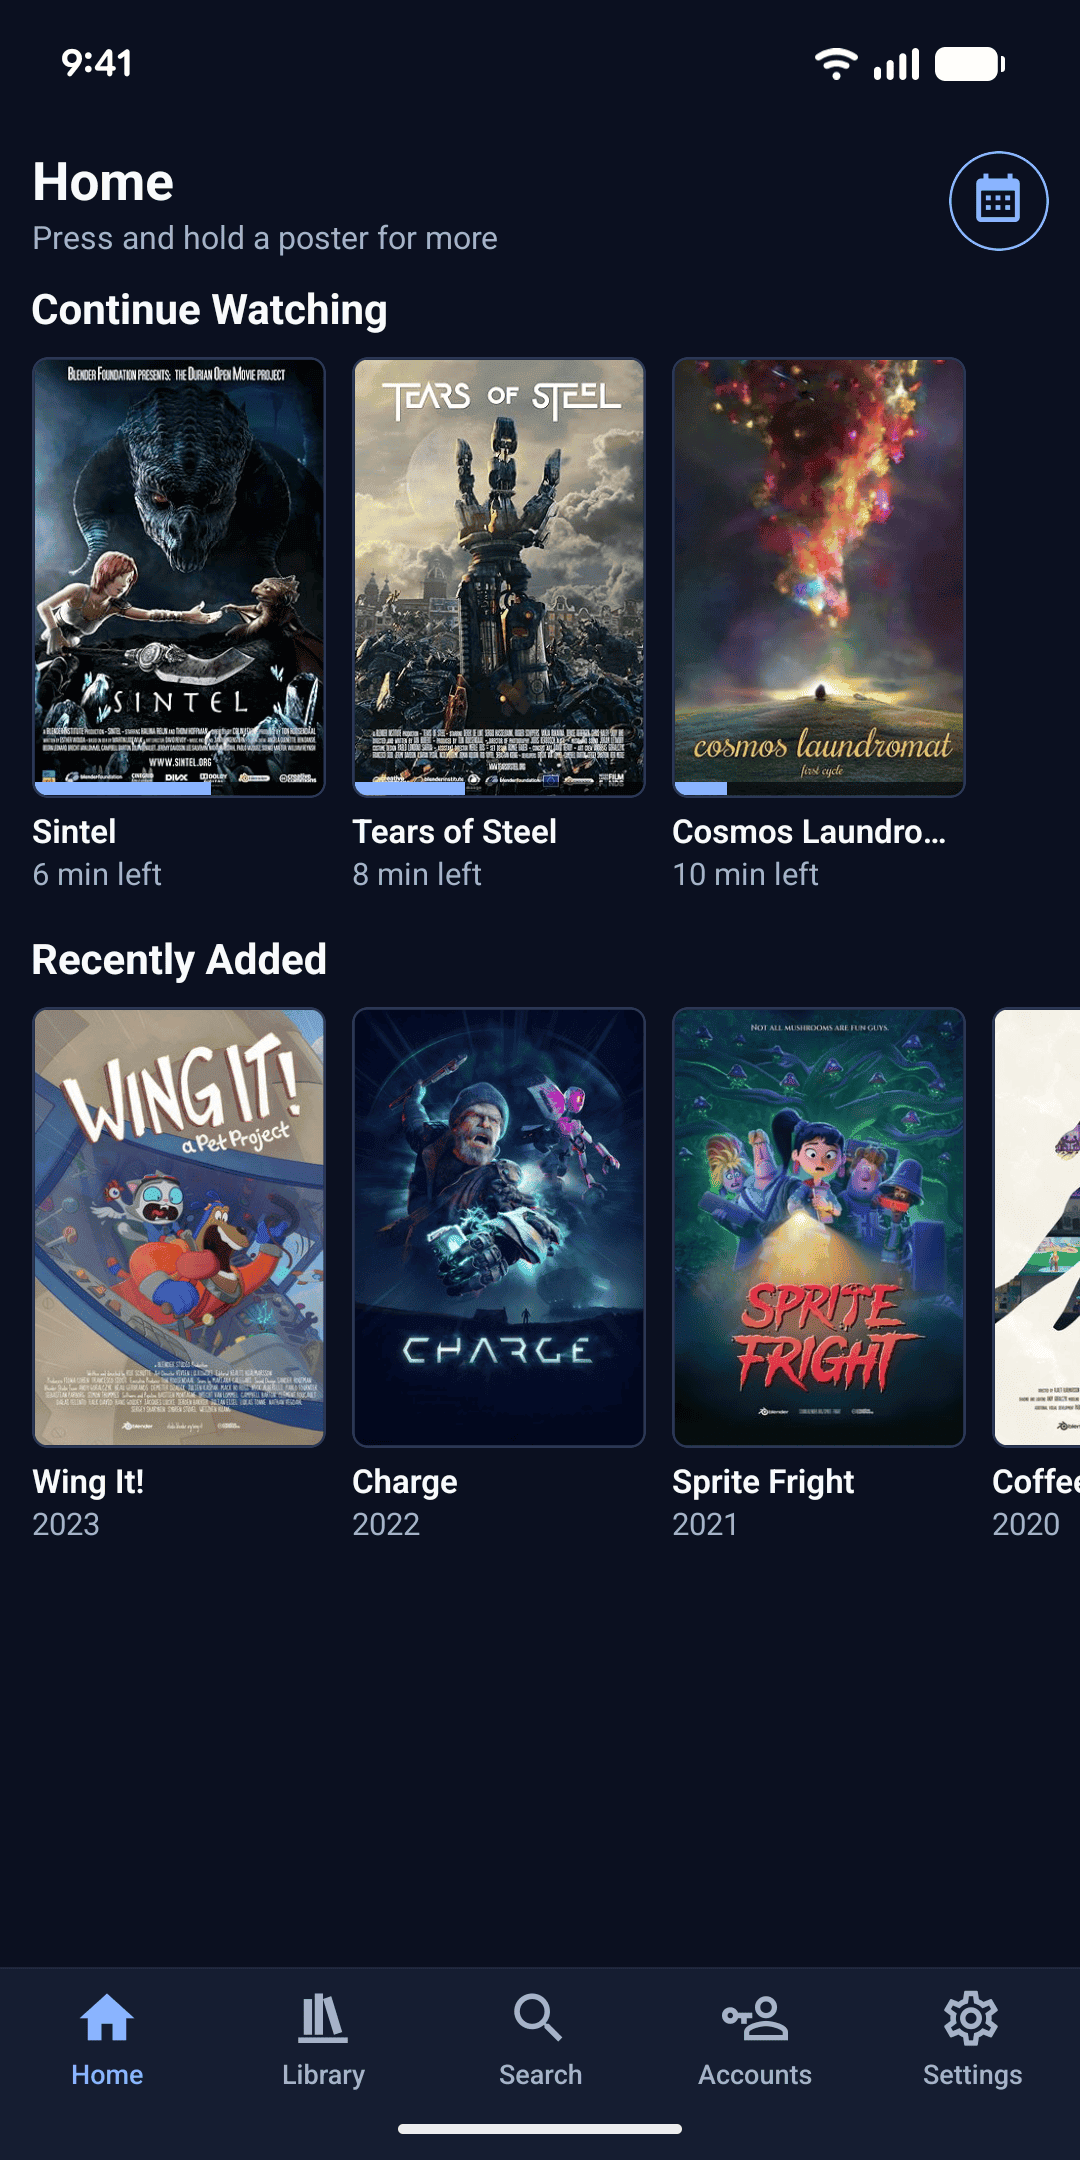 9:41
Home
Press and hold a poster for more
Continue Watching
BLENDER FOUNDATION PRESENTS: THE DURIAN OPEN MOVIE PROJECT
SINTEL
WWW.SINTEL.ORG
TEARS OF STEEL
cosmos laundromat
first cycle
Sintel
6 min left
Tears of Steel
8 min left
Cosmos Laundro...
10 min left
Recently Added
WING IT!
a Pet Project
CHARGE
NOT ALL MUSHROOMS ARE FUN GUYS.
SPRITE
FRIGHT
Wing It!
2023
Charge
2022
Sprite Fright
2021
Coffee
2020
Home
Library
Search
Accounts
Settings